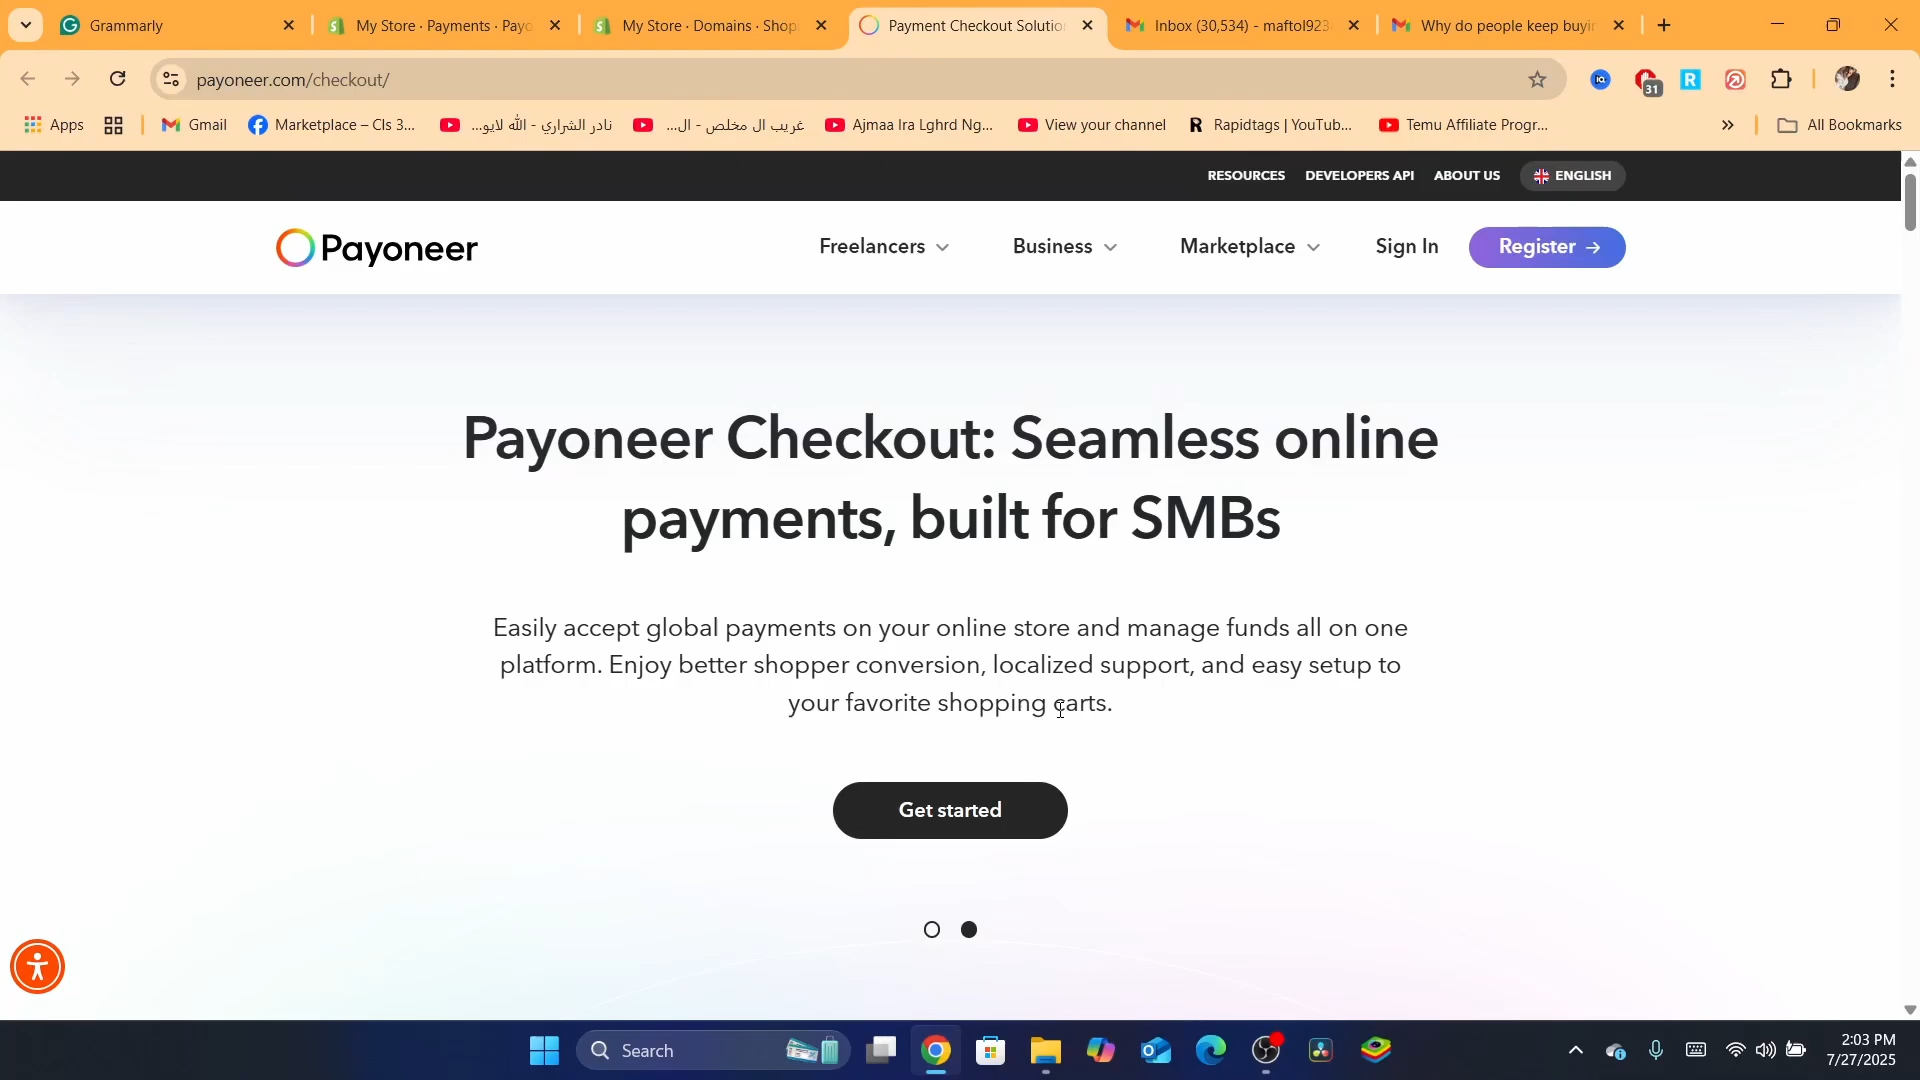 Grammarly
My Store · Payments · Payo
My Store · Domains · Shop
Payment Checkout Solution
Inbox (30,534) - maftol923
Why do people keep buyin
payoneer.com/checkout/
31
Apps
Gmail
Marketplace – Cls 3...
نادر الشراري - الله لايو...
غريب ال مخلص - ال...
Ajmaa Ira Lghrd Ng...
View your channel
Rapidtags | YouTub...
Temu Affiliate Progr...
All Bookmarks
RESOURCES
DEVELOPERS API
ABOUT US
ENGLISH
Payoneer
Freelancers
Business
Marketplace
Sign In
Register
Payoneer Checkout: Seamless online
payments, built for SMBs
Easily accept global payments on your online store and manage funds all on one
platform. Enjoy better shopper conversion, localized support, and easy setup to
your favorite shopping carts.
Get started
Search
2:03 PM
7/27/2025